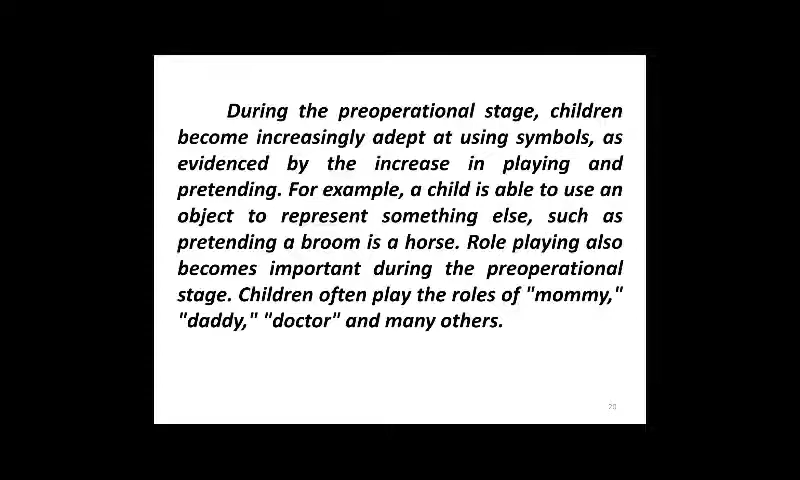 During the preoperational stage, children
become increasingly adept at using symbols, as
evidenced by the increase in playing and
pretending. For example, a child is able to use an
object to represent something else, such as
pretending a broom is a horse. Role playing also
becomes important during the preoperational
stage. Children often play the roles of "mommy,"
"daddy," "doctor" and many others.
20